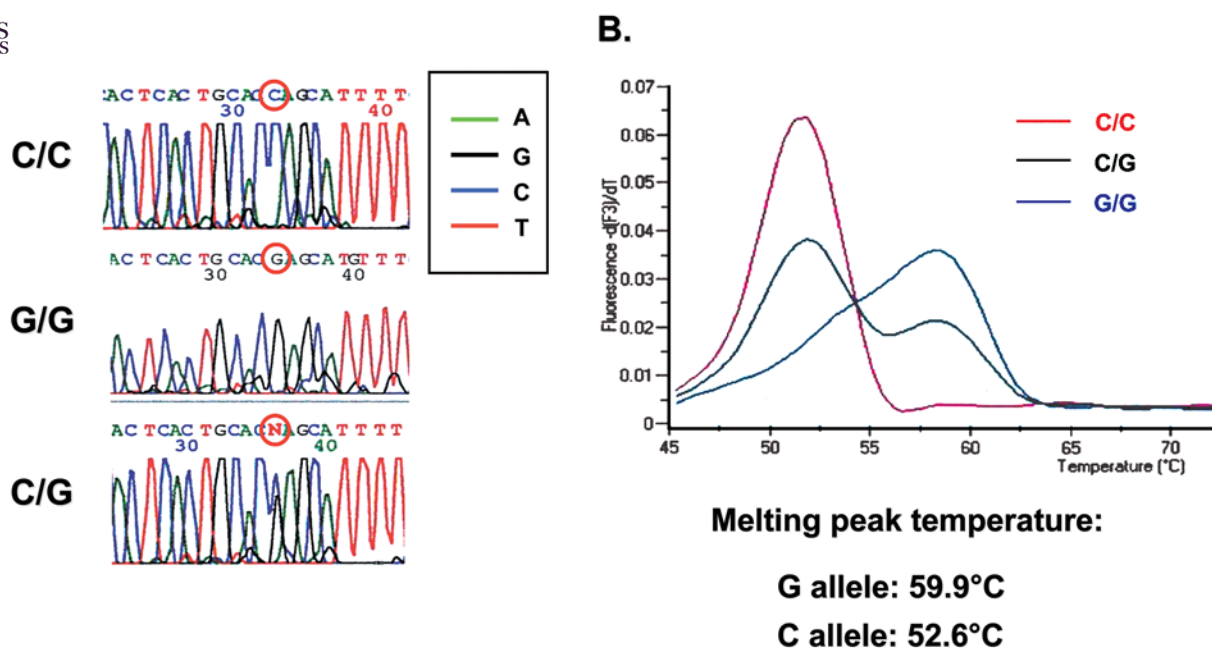 S
S
B.
ACTCACTGCACCAGCATTTT
30 40
C/C
A
G
C
T
ACTCACTGCACGAGCATGTTT
30 40
G/G
ACTCACTGCACNAGCATTTT
30 40
C/G
0.07
0.06
0.05
0.04
0.03
0.02
0.01
0
Fluorescence -d(F3)/dT
45 50 55 60 65 70
Temperature (°C)
C/C
C/G
G/G
Melting peak temperature:
G allele: 59.9°C
C allele: 52.6°C